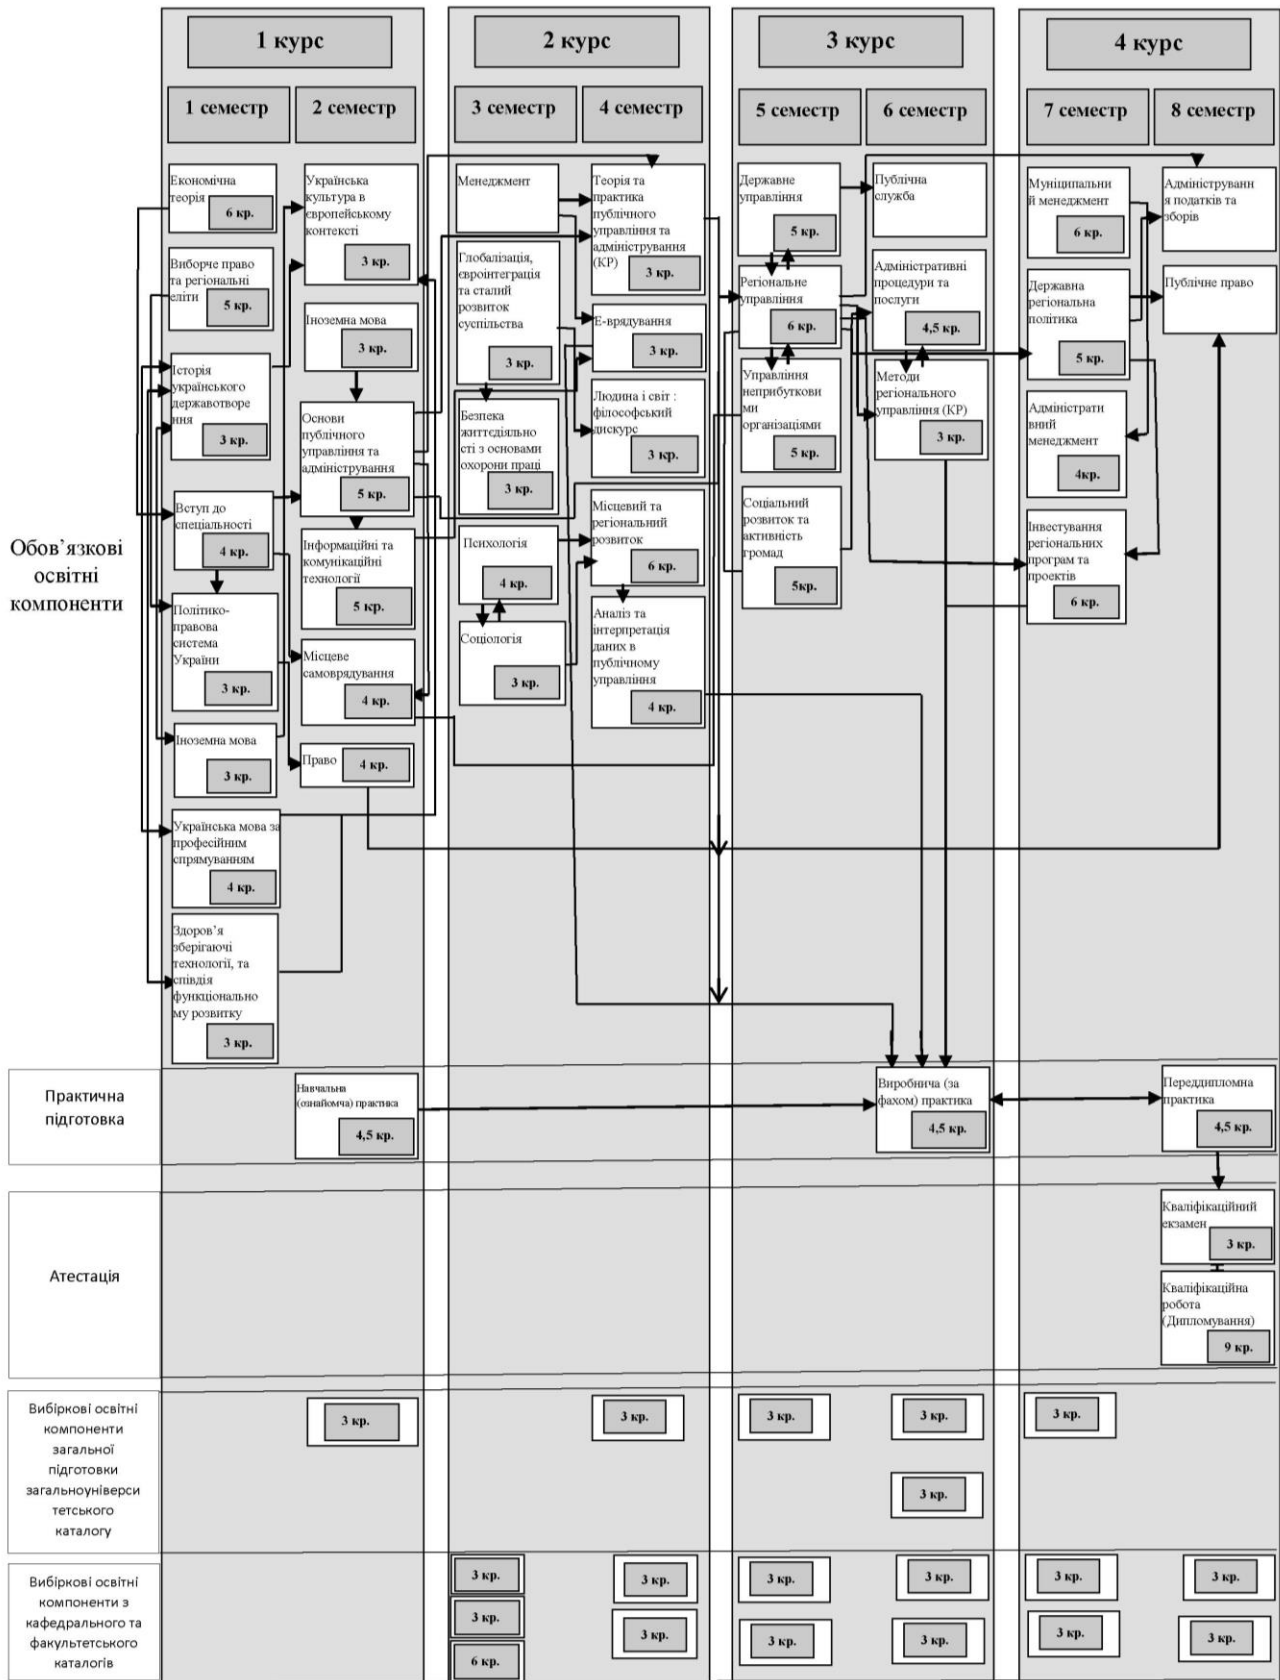 1 курс
2 курс
3 курс
4 курс
1 семестр
2 семестр
3 семестр
4 семестр
5 семестр
6 семестр
7 семестр
8 семестр
Обов’язкові
освітні
компоненти
Економічна
теорія
6 кр.
Виборче право
та регіональні
еліти
5 кр.
Історія
українського
державотворе
ння
3 кр.
Вступ до
спеціальності
4 кр.
Політико-
правова
система
України
3 кр.
Іноземна мова
3 кр.
Українська мова за
професійним
спрямуванням
4 кр.
Здоров’я
зберігаючі
технології, та
співдія
функціонально
му розвитку
3 кр.
Українська
культура в
європейському
контексті
3 кр.
Іноземна мова
3 кр.
Основи
публічного
управління та
адміністрування
5 кр.
Інформаційні та
комунікаційні
технології
5 кр.
Місцеве
самоврядування
4 кр.
Право
4 кр.
Менеджмент
Глобалізація,
євроінтеграція
та сталий
розвиток
суспільства
3 кр.
Безпека
життєдіяльно
сті з основами
охорони праці
3 кр.
Психологія
4 кр.
Соціологія
3 кр.
Теорія та
практика
публічного
управління та
адміністрування
(КР)
3 кр.
Е-врядування
3 кр.
Людина і світ :
філософський
дискурс
3 кр.
Місцевий та
регіональний
розвиток
6 кр.
Аналіз та
інтерпретація
даних в
публічному
управління
4 кр.
Державне
управління
5 кр.
Регіональне
управління
6 кр.
Управління
неприбуткови
ми
організаціями
5 кр.
Соціальний
розвиток та
активність
громад
5кр.
Публічна
служба
Адміністративні
процедури та
послуги
4,5 кр.
Методи
регіонального
управління (КР)
3 кр.
Муніципальни
й менеджмент
6 кр.
Державна
регіональна
політика
5 кр.
Адміністрати
вний
менеджмент
4кр.
Інвестування
регіональних
програм та
проектів
6 кр.
Адмініструванн
я податків та
зборів
Публічне право
Практична
підготовка
Навчальна
(ознайомча) практика
4,5 кр.
Виробнича (за
фахом) практика
4,5 кр.
Переддипломна
практика
4,5 кр.
Атестація
Кваліфікаційний
екзамен
3 кр.
Кваліфікаційна
робота
(Дипломування)
9 кр.
Вибіркові освітні
компоненти
загальної
підготовки
загальноуніверси
тетського
каталогу
3 кр.
3 кр.
3 кр.
3 кр.
3 кр.
3 кр.
Вибіркові освітні
компоненти з
кафедрального та
факультетського
каталогів
3 кр.
3 кр.
6 кр.
3 кр.
3 кр.
3 кр.
3 кр.
3 кр.
3 кр.
3 кр.
3 кр.
3 кр.
3 кр.